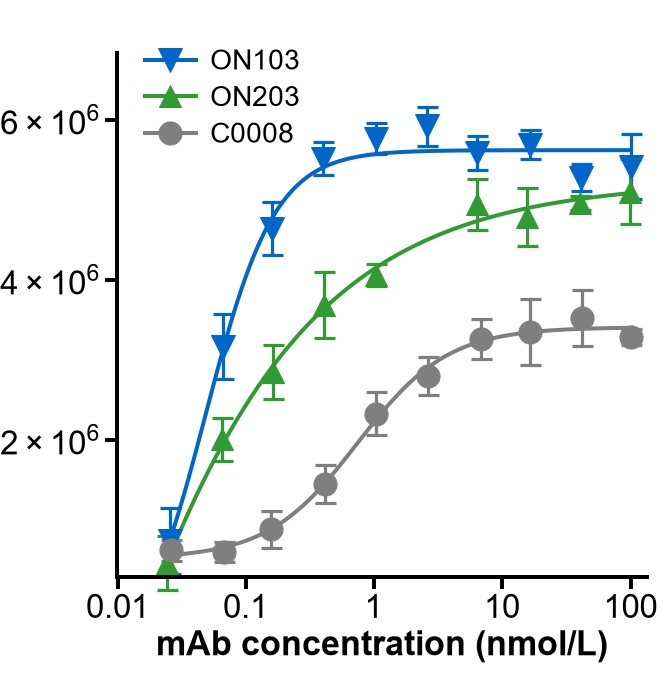 ON103
ON203
C0008
6 × 10⁶
4 × 10⁶
2 × 10⁶
0.01 0.1 1 10 100
mAb concentration (nmol/L)